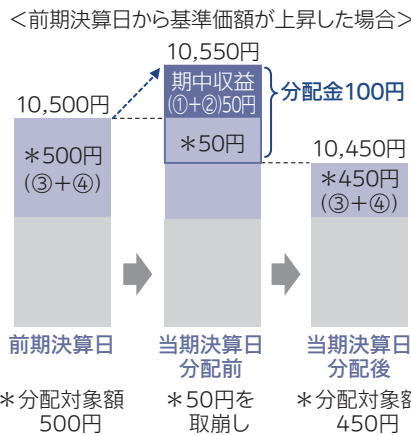 ＜前期決算日から基準価額が上昇した場合＞
10,550円
期中収益
(①+②)50円
分配金100円
10,500円
＊500円
(③+④)
＊50円
10,450円
＊450円
(③+④)
前期決算日
当期決算日
分配前
当期決算日
分配後
＊分配対象額
500円
＊50円を
取崩し
＊分配対象額
450円